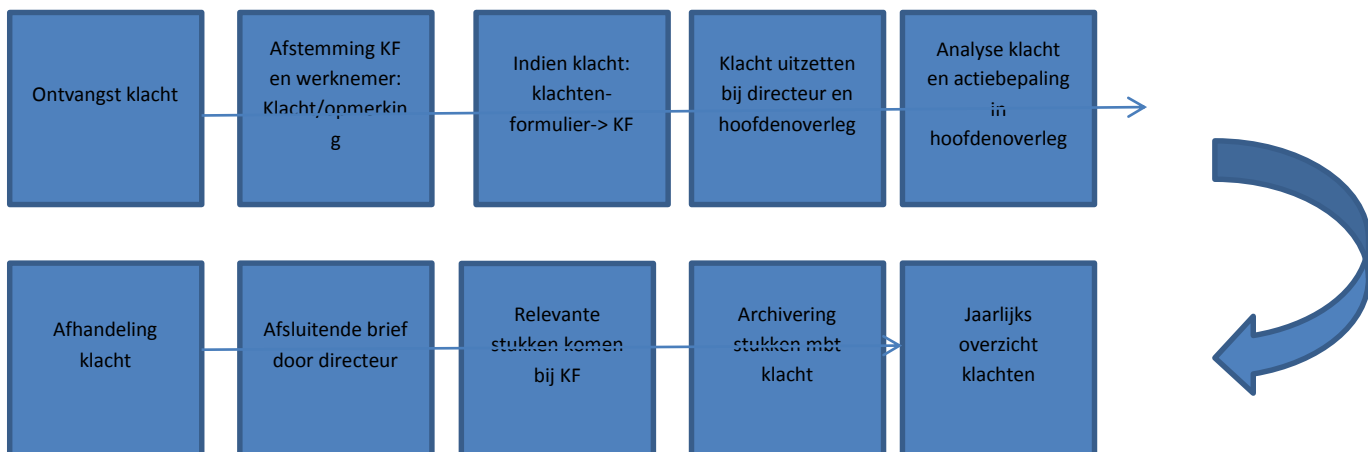 Ontvangst klacht
Afstemming KF
en werknemer:
Klacht/opmerkin
g
Indien klacht:
klachten-
formulier-> KF
Klacht uitzetten
bij directeur en
hoofdenoverleg
Analyse klacht
en actiebepaling
in
hoofdenoverleg
Afhandeling
klacht
Afsluitende brief
door directeur
Relevante
stukken komen
bij KF
Archivering
stukken mbt
klacht
Jaarlijks
overzicht
klachten